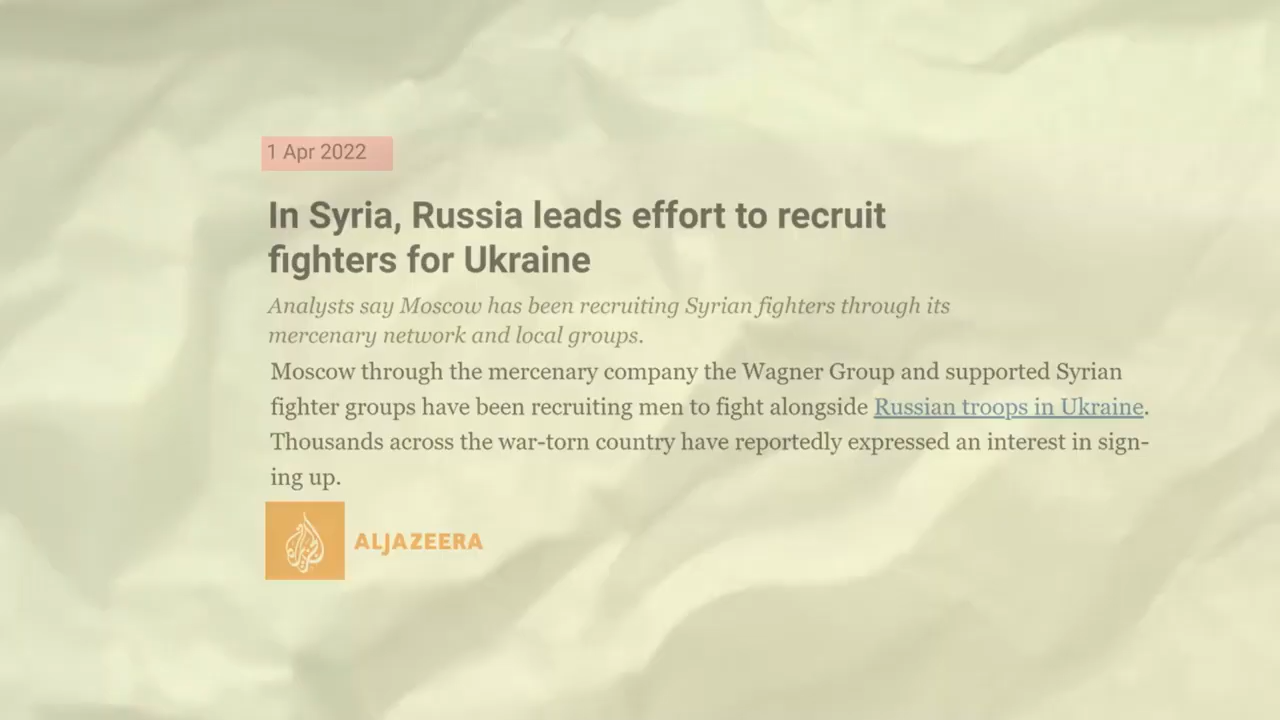 1 Apr 2022
In Syria, Russia leads effort to recruit
fighters for Ukraine
Analysts say Moscow has been recruiting Syrian fighters through its
mercenary network and local groups.
Moscow through the mercenary company the Wagner Group and supported Syrian
fighter groups have been recruiting men to fight alongside Russian troops in Ukraine.
Thousands across the war-torn country have reportedly expressed an interest in sign-
ing up.
ALJAZEERA